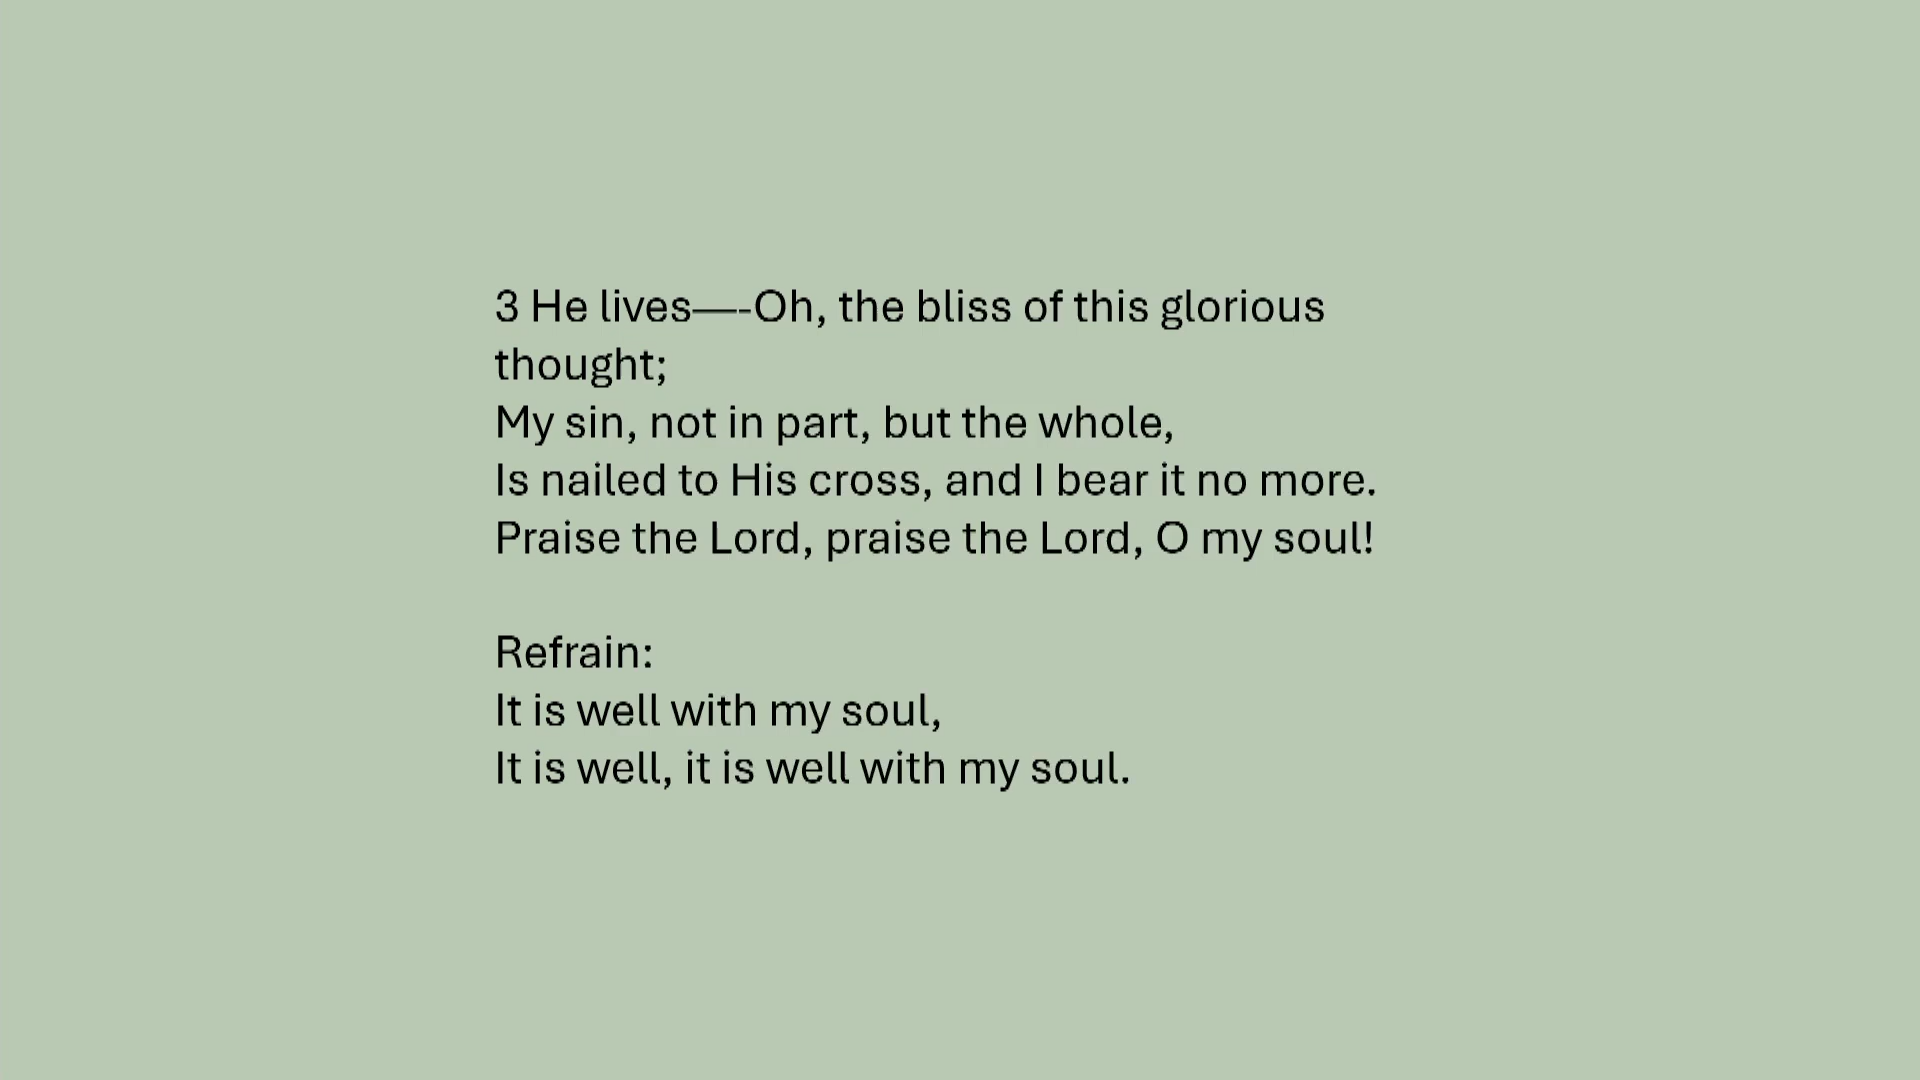 3 He lives—-Oh, the bliss of this glorious
thought;
My sin, not in part, but the whole,
Is nailed to His cross, and I bear it no more.
Praise the Lord, praise the Lord, O my soul!
Refrain:
It is well with my soul,
It is well, it is well with my soul.